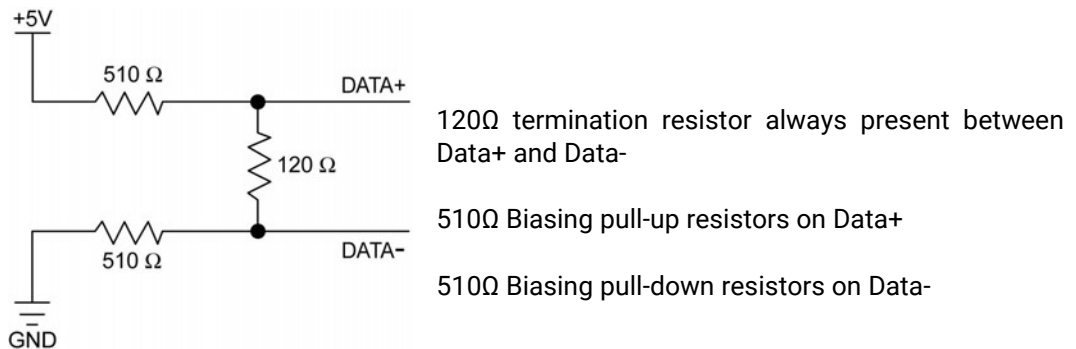 +5V
510 Ω
DATA+
120 Ω
510 Ω
DATA-
GND
120Ω termination resistor always present between
Data+ and Data-
510Ω Biasing pull-up resistors on Data+
510Ω Biasing pull-down resistors on Data-